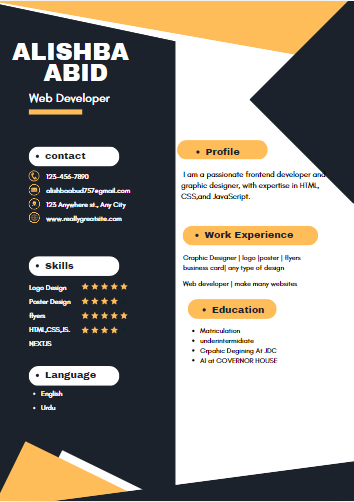 ALISHBA
ABID
Web Developer
• contact
125-456-7890
alishbaabud757@gmail.com
123 Anywhere st., Any City
www.reallygreatsite.com
• Skills
Logo Design
Poster Design
flyers
HTMl,CSS,JS.
NEXTJS
• Language
• English
• Urdu
• Profile
I am a passionate frontend developer and
graphic designer, with expertise in HTML,
CSS,and JavaScript.
• Work Experience
Graphic Designer | logo |poster | flyers
business card| any type of design
Web developer | make many websites
• Education
• Matriculation
• underintermidiate
• Grpahic Degining At JDC
• AI at GOVERNOR HOUSE